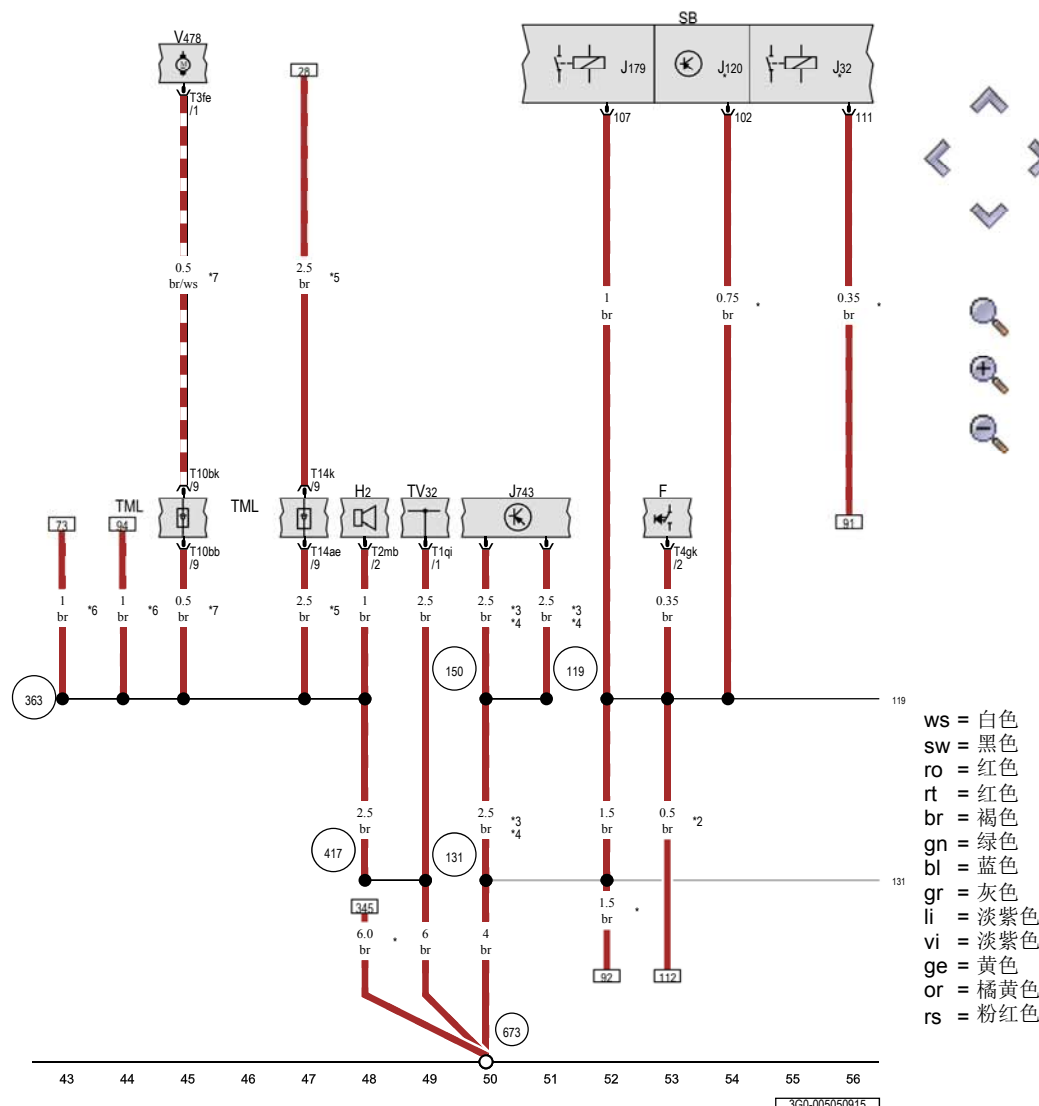 SB
V478
M
28
J179
J120
*
J32
*
T3fe
/1
107
102
111
0.5
br/ws
*7
2.5
br
*5
1
br
0.75
br
*
0.35
br
*
T10bk
/9
T14k
/9
TML
TML
H2
TV32
J743
F
73
94
91
T10bb
/9
T14ae
/9
T2mb
/2
T1qi
/1
T4gk
/2
1
br
*6
1
br
*6
0.5
br
*7
2.5
br
*5
1
br
2.5
br
2.5
br
*3
*4
2.5
br
*3
*4
0.35
br
363
150
119
119
2.5
br
2.5
br
*3
*4
1.5
br
0.5
br
*2
417
131
131
345
6.0
br
*
6
br
4
br
1.5
br
*
92
112
673
43 44 45 46 47 48 49 50 51 52 53 54 55 56
3G0-005050915
ws = 白色
sw = 黑色
ro = 红色
rt = 红色
br = 褐色
gn = 绿色
bl = 蓝色
gr = 灰色
li = 淡紫色
vi = 淡紫色
ge = 黄色
or = 橘黄色
rs = 粉红色